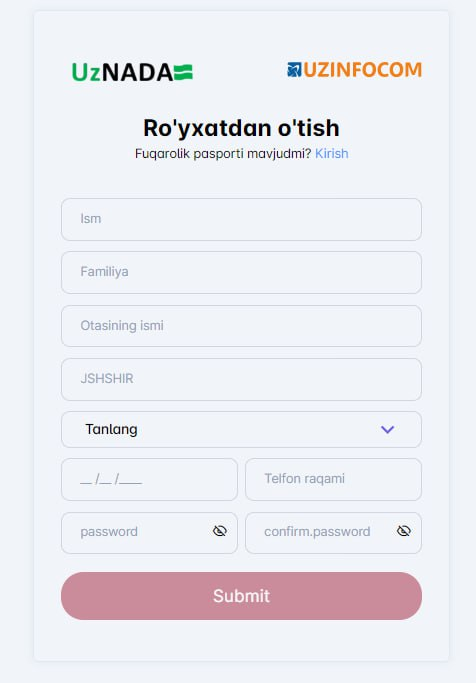 UzNADA
UZINFOCOM
Ro'yxatdan o'tish
Fuqarolik pasporti mavjudmi? Kirish
Ism
Familiya
Otasining ismi
JSHSHIR
Tanlang
__ /__ /____
Telfon raqami
password
confirm.password
Submit